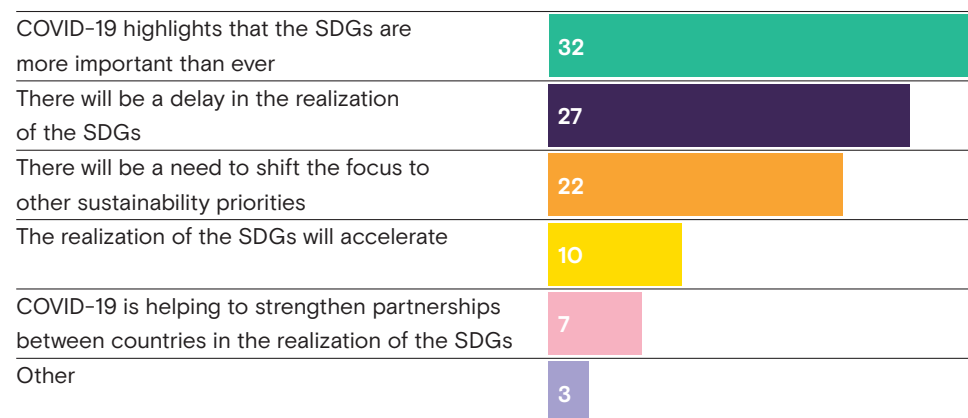 COVID-19 highlights that the SDGs are
more important than ever
32
There will be a delay in the realization
of the SDGs
27
There will be a need to shift the focus to
other sustainability priorities
22
The realization of the SDGs will accelerate
10
COVID-19 is helping to strengthen partnerships
between countries in the realization of the SDGs
7
Other
3